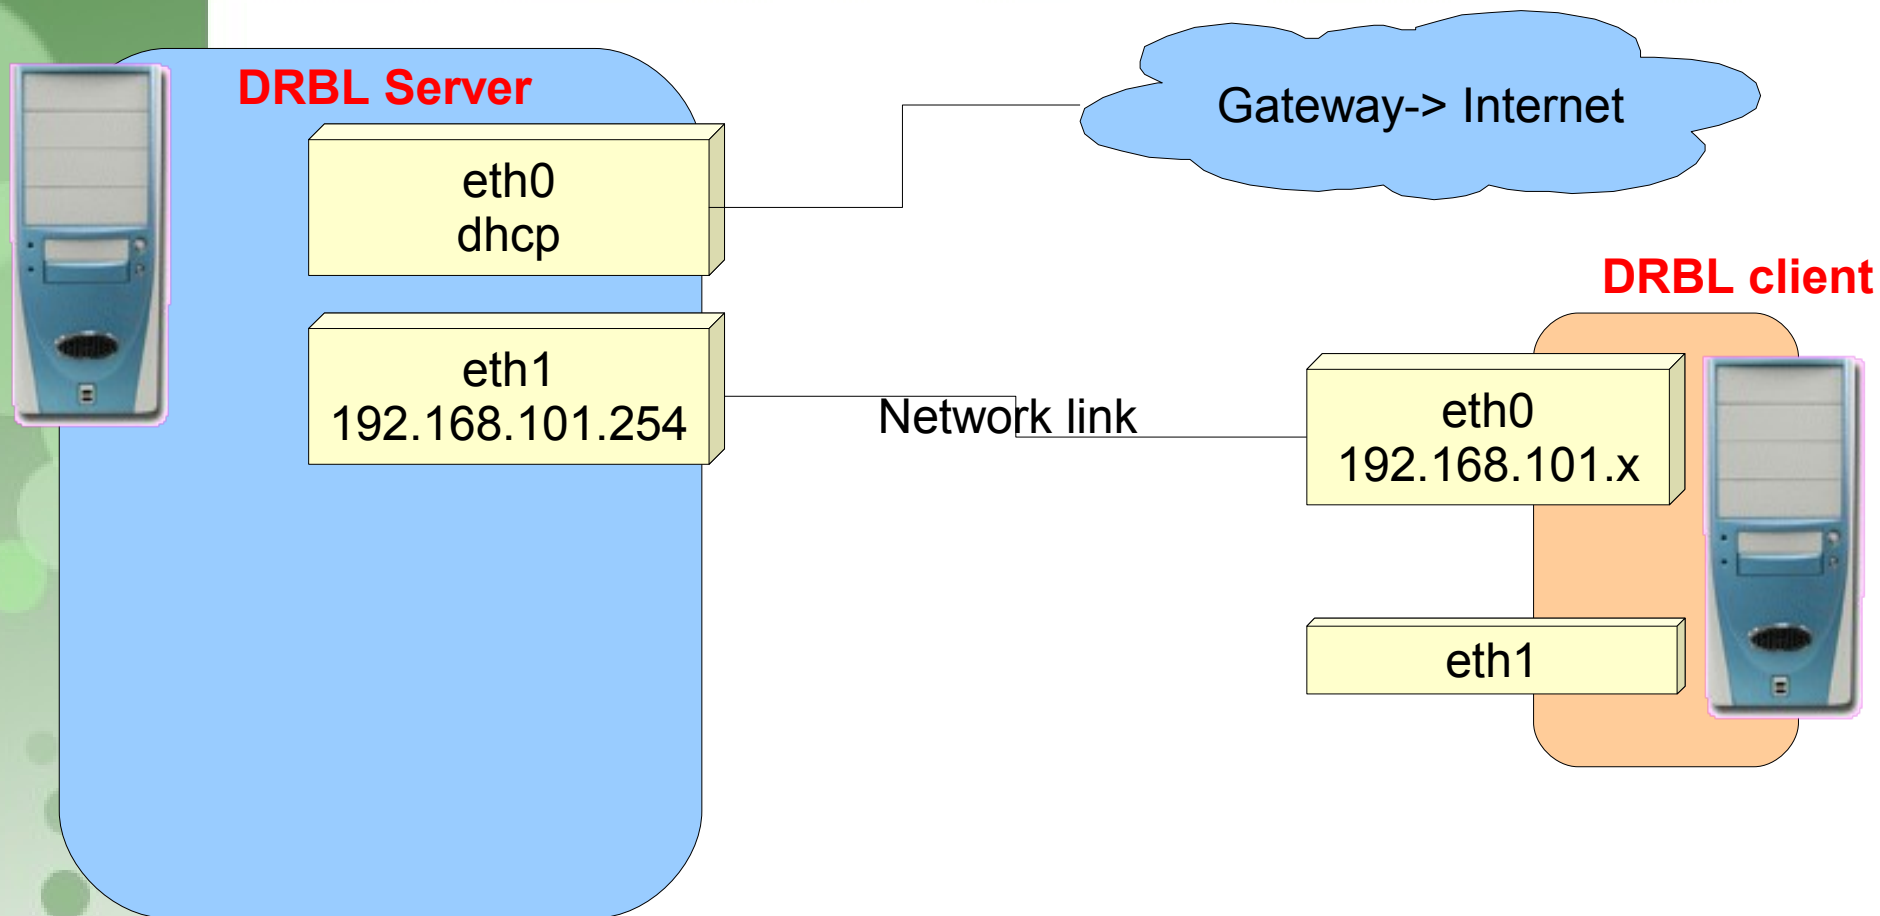 DRBL Server
Gateway-> Internet
eth0
dhcp
DRBL client
eth1
192.168.101.254
Network link
eth0
192.168.101.x
eth1